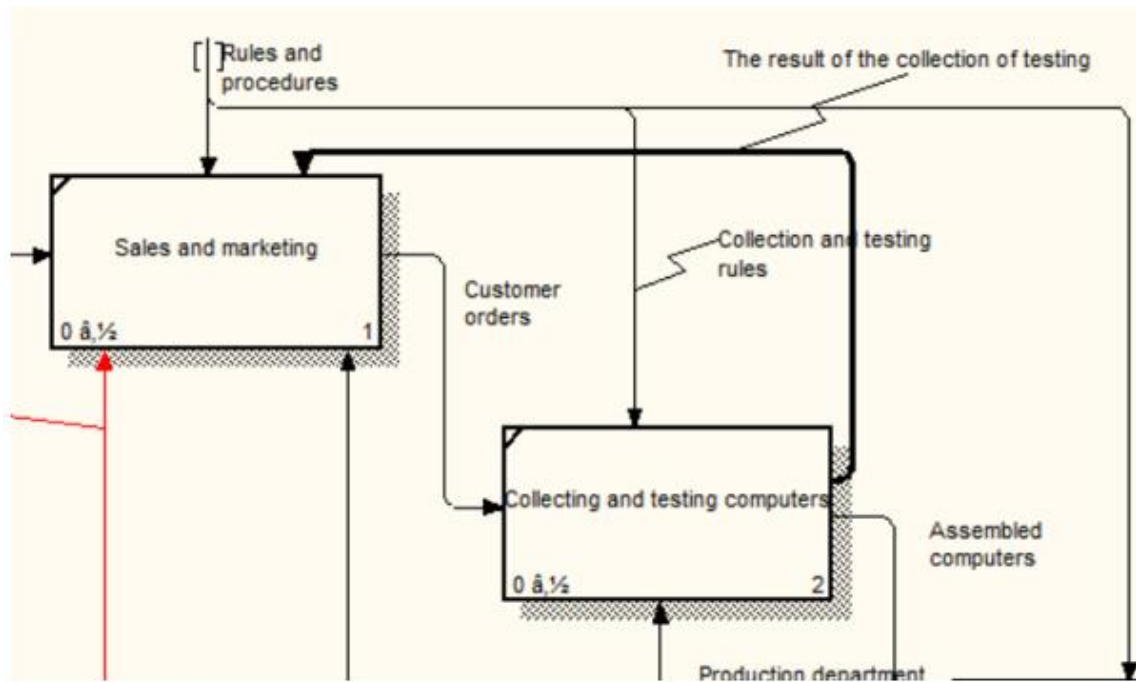 [ ] Rules and
procedures
The result of the collection of testing
Sales and marketing
0 â‚½
1
Customer
orders
Collection and testing
rules
Collecting and testing computers
0 â‚½
2
Assembled
computers
Production department